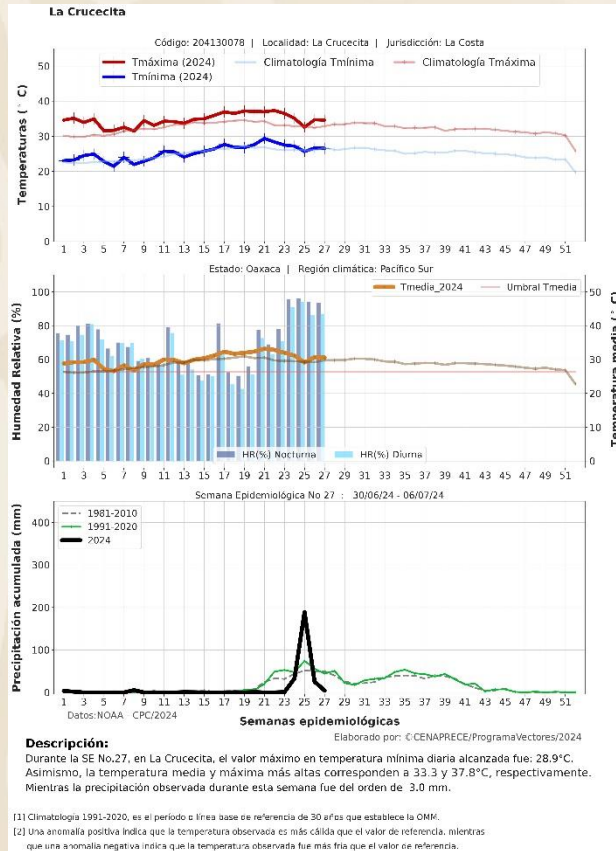 La Crucecita
Código: 204130078 | Localidad: La Crucecita | Jurisdicción: La Costa
Tmáxima (2024) Climatología Tmínima Climatología Tmáxima
Tmínima (2024)
Temperaturas (° C)
50
40
30
20
10
0
1 3 5 7 9 11 13 15 17 19 21 23 25 27 29 31 33 35 37 39 41 43 45 47 49 51
Estado: Oaxaca | Región climática: Pacífico Sur
Tmedia_2024 Umbral Tmedia
Humedad Relativa (%)
Temperatura media (° C)
100 50
80 40
60 30
40 20
20 10
0 0
HR(%) Nocturna HR(%) Diurna
1 3 5 7 9 11 13 15 17 19 21 23 25 27 29 31 33 35 37 39 41 43 45 47 49 51
Semana Epidemiológica No 27 : 30/06/24 - 06/07/24
1981-2010
1991-2020
2024
Precipitación acumulada (mm)
400
300
200
100
0
1 3 5 7 9 11 13 15 17 19 21 23 25 27 29 31 33 35 37 39 41 43 45 47 49 51
Datos:NOAA CPC/2024
Semanas epidemiológicas
Elaborado por: ©CENAPRECE/ProgramaVectores/2024
Descripción:
Durante la SE No.27, en La Crucecita, el valor máximo en temperatura mínima diaria alcanzada fue: 28.9°C.
Asimismo, la temperatura media y máxima más altas corresponden a 33.3 y 37.8°C, respectivamente.
Mientras la precipitación observada durante esta semana fue del orden de 3.0 mm.
[1] Climatología 1991-2020, es el período o línea base de referencia de 30 años que establece la OMM.
[2] Una anomalía positiva indica que la temperatura observada es más cálida que el valor de referencia, mientras
que una anomalía negativa indica que la temperatura observada fue más fría que el valor de referencia.